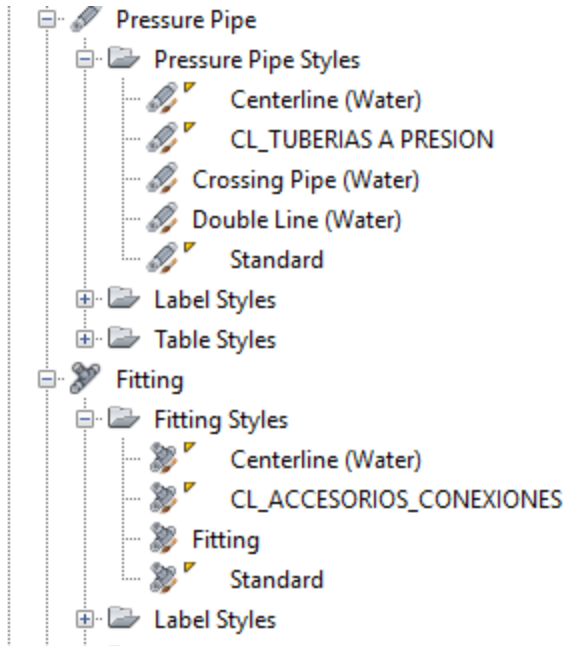 Pressure Pipe
Pressure Pipe Styles
Centerline (Water)
CL_TUBERIAS A PRESION
Crossing Pipe (Water)
Double Line (Water)
Standard
Label Styles
Table Styles
Fitting
Fitting Styles
Centerline (Water)
CL_ACCESORIOS_CONEXIONES
Fitting
Standard
Label Styles